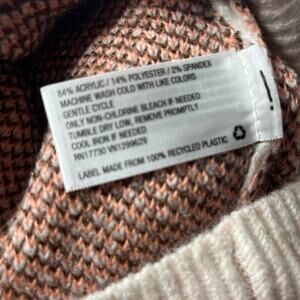 84% ACRYLIC / 14% POLYESTER / 2% SPANDEX
MACHINE WASH COLD WITH LIKE COLORS
GENTLE CYCLE
ONLY NON-CHLORINE BLEACH IF NEEDED
TUMBLE DRY LOW, REMOVE PROMPTLY
COOL IRON IF NEEDED
RN17730 VN1299629
LABEL MADE FROM 100% RECYCLED PLASTIC